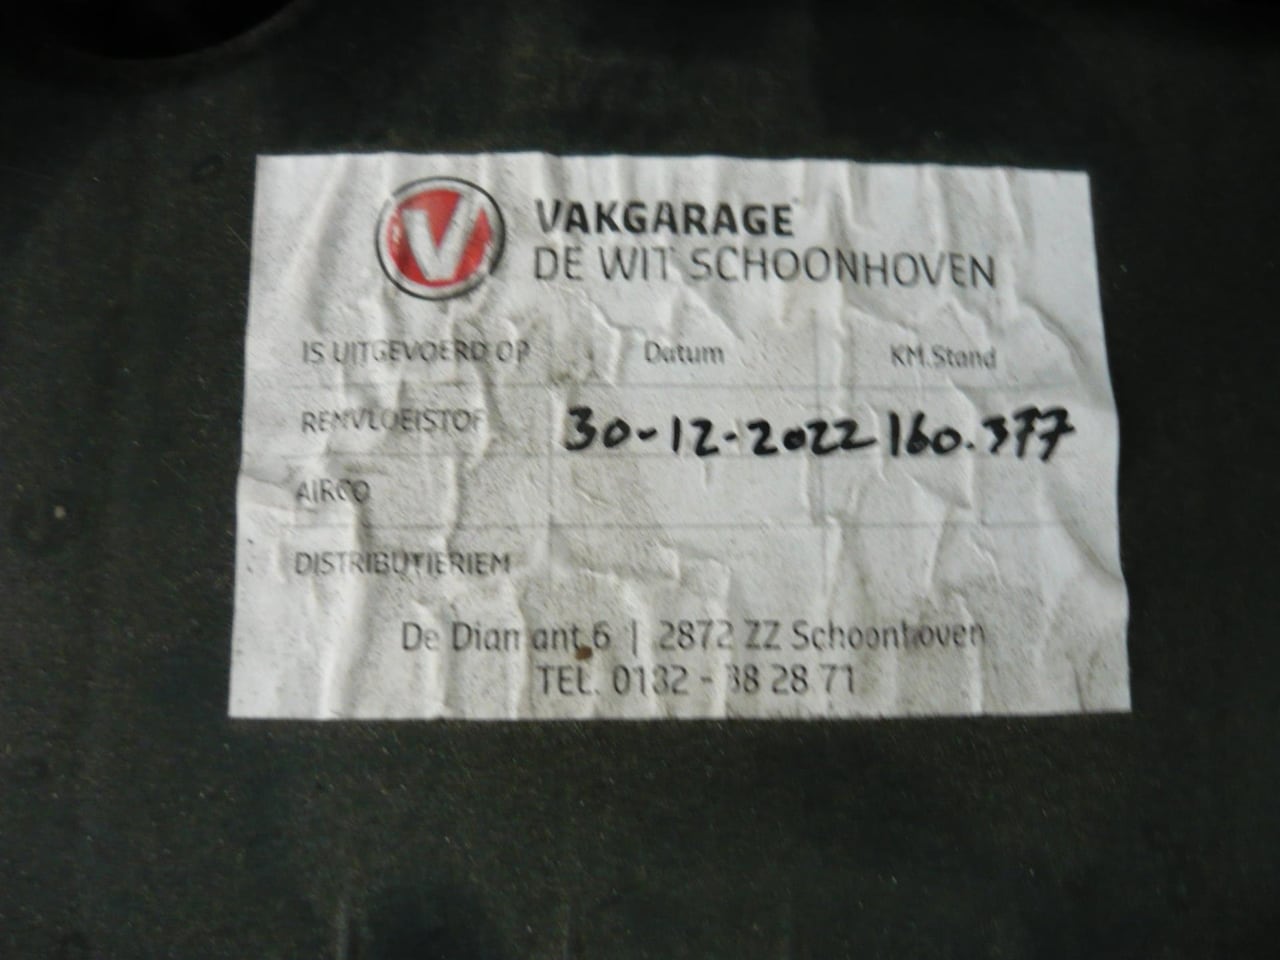 V VAKGARAGE
DE WIT SCHOONHOVEN
IS UITGEVOERD OP Datum KM.Stand
REMVLOEISTOF 30-12-2022 160.377
AIRCO
DISTRIBUTIERIEM
De Diamant 6 | 2872 ZZ Schoonhoven
TEL. 0182 - 38 28 71